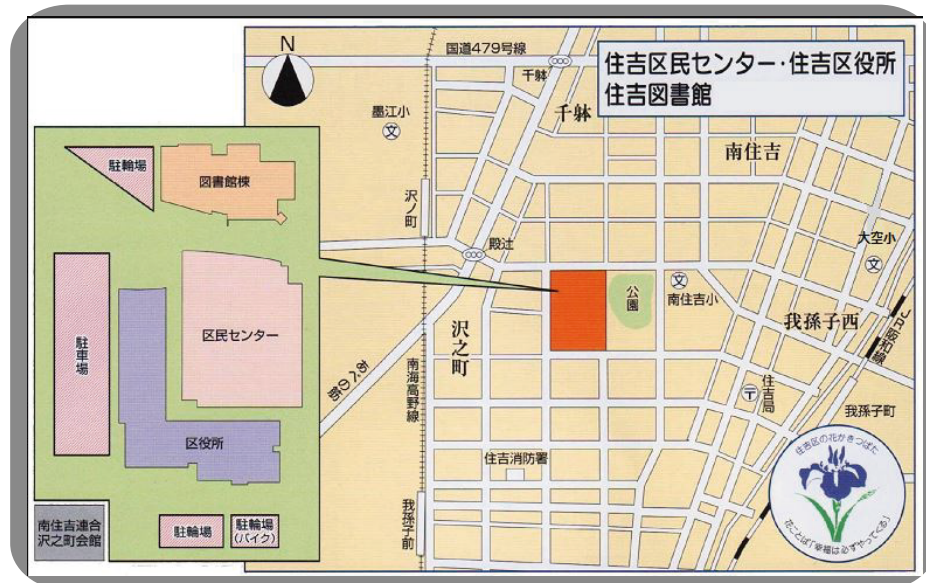 住吉区民センター・住吉区役所
住吉図書館
N
国道479号線
千躰
千躰
墨江小
文
南住吉
沢ノ町
殿辻
大空小
文
公園
文
南住吉小
我孫子西
JR阪和線
沢之町
あべの筋
南海高野線
住吉局
〒
我孫子町
住吉消防署
我孫子前
駐輪場
図書館棟
駐車場
区民センター
区役所
南住吉連合
沢之町会館
駐輪場
駐輪場
(バイク)
住吉区の花かきつばた
花ことば「幸福は必ずやってくる」